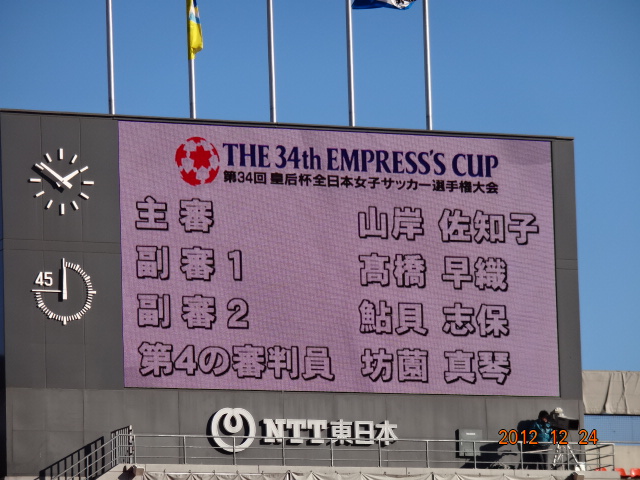 THE 34th EMPRESS'S CUP
第34回 皇后杯全日本女子サッカー選手権大会
主審 山岸 佐知子
副審1 高橋 早織
副審2 鮎貝 志保
第4の審判員 坊薗 真琴
45
NTT東日本
2012 12 24